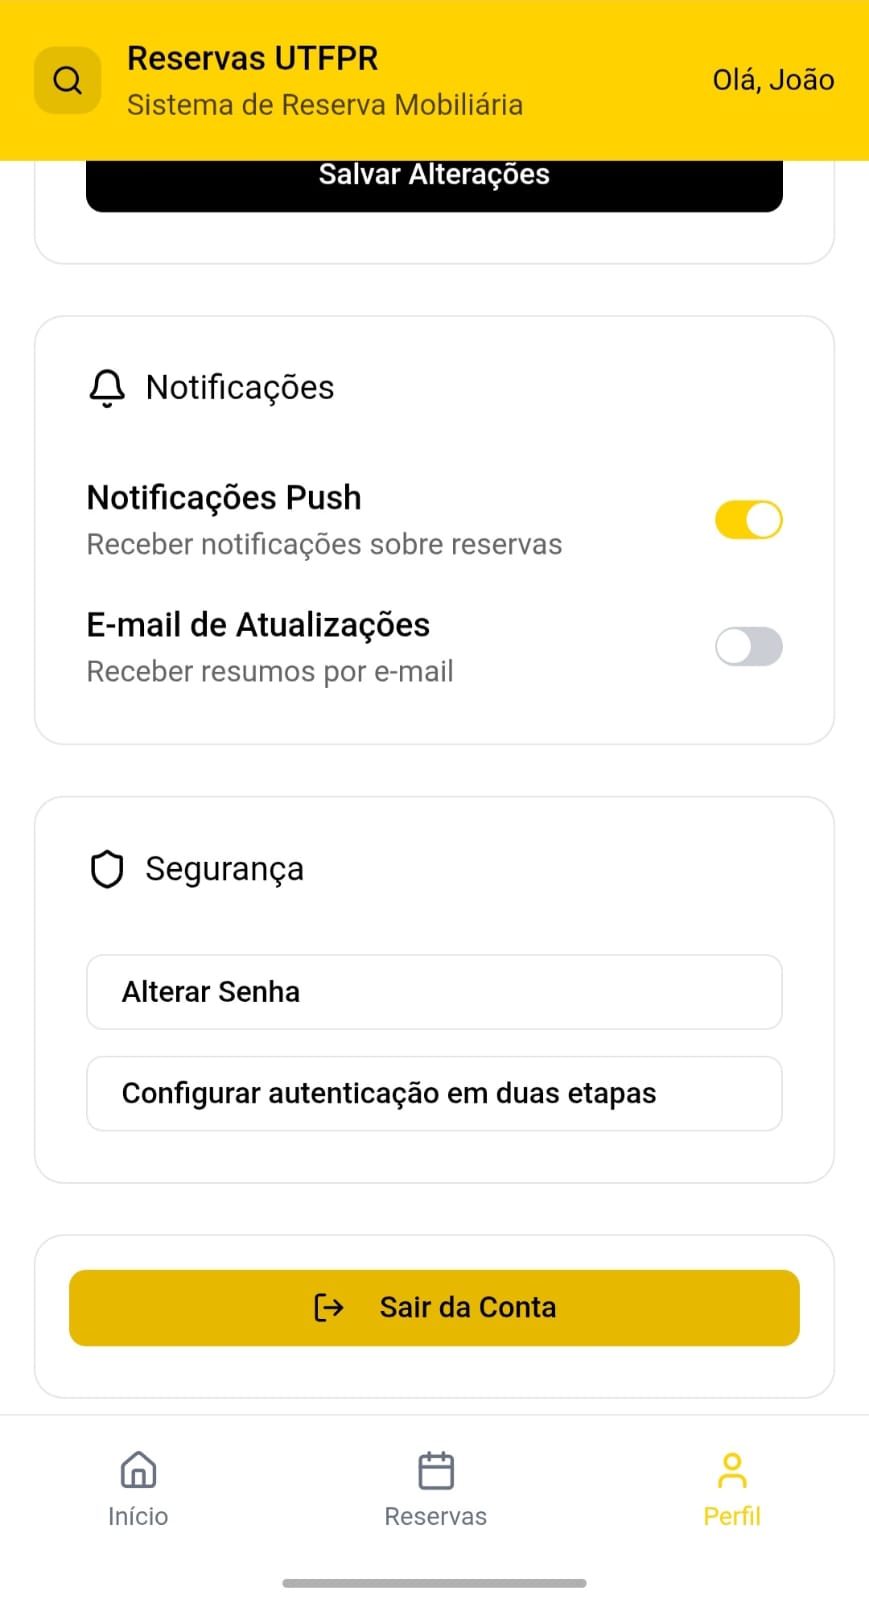 Reservas UTFPR
Sistema de Reserva Mobiliária
Olá, João
Salvar Alterações
Notificações
Notificações Push
Receber notificações sobre reservas
E-mail de Atualizações
Receber resumos por e-mail
Segurança
Alterar Senha
Configurar autenticação em duas etapas
Sair da Conta
Início
Reservas
Perfil